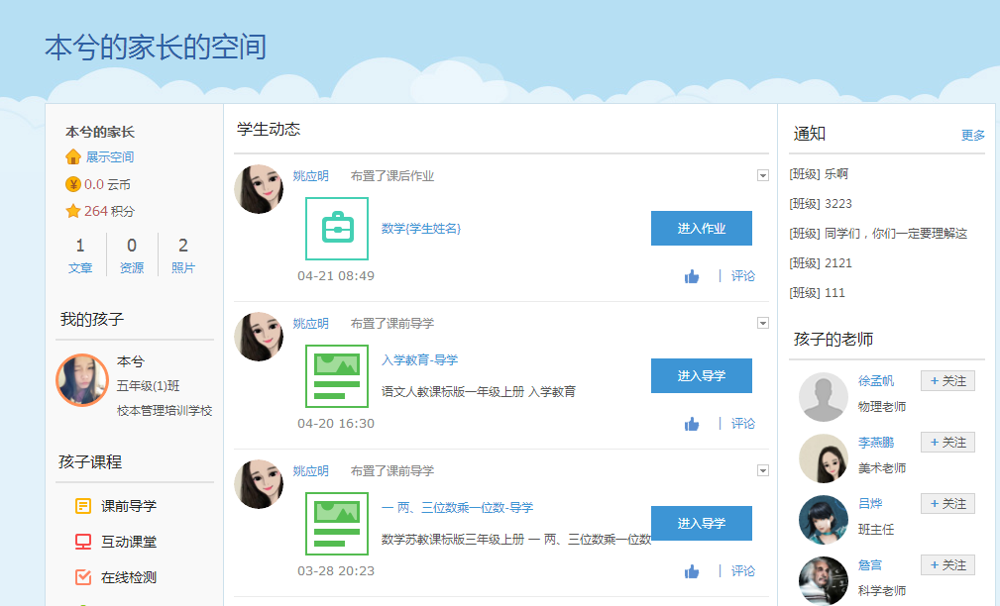 本兮的家长的空间
本兮的家长
展示空间
¥ 0.0 云币
264 积分
1 0 2
文章 资源 照片
我的孩子
本兮
五年级(1)班
校本管理培训学校
孩子课程
课前导学
互动课堂
在线检测
学生动态
姚应明 布置了课后作业
数学{学生姓名}
进入作业
04-21 08:49
评论
姚应明 布置了课前导学
入学教育-导学
语文人教课标版一年级上册 入学教育
进入导学
04-20 16:30
评论
姚应明 布置了课前导学
一 两、三位数乘一位数-导学
数学苏教课标版三年级上册 一 两、三位数乘一位数
进入导学
03-28 20:23
评论
通知 更多
[班级] 乐啊
[班级] 3223
[班级] 同学们，你们一定要理解这
[班级] 2121
[班级] 111
孩子的老师
徐孟帆 + 关注
物理老师
李燕鹏 + 关注
美术老师
吕烨 + 关注
班主任
詹富 + 关注
科学老师